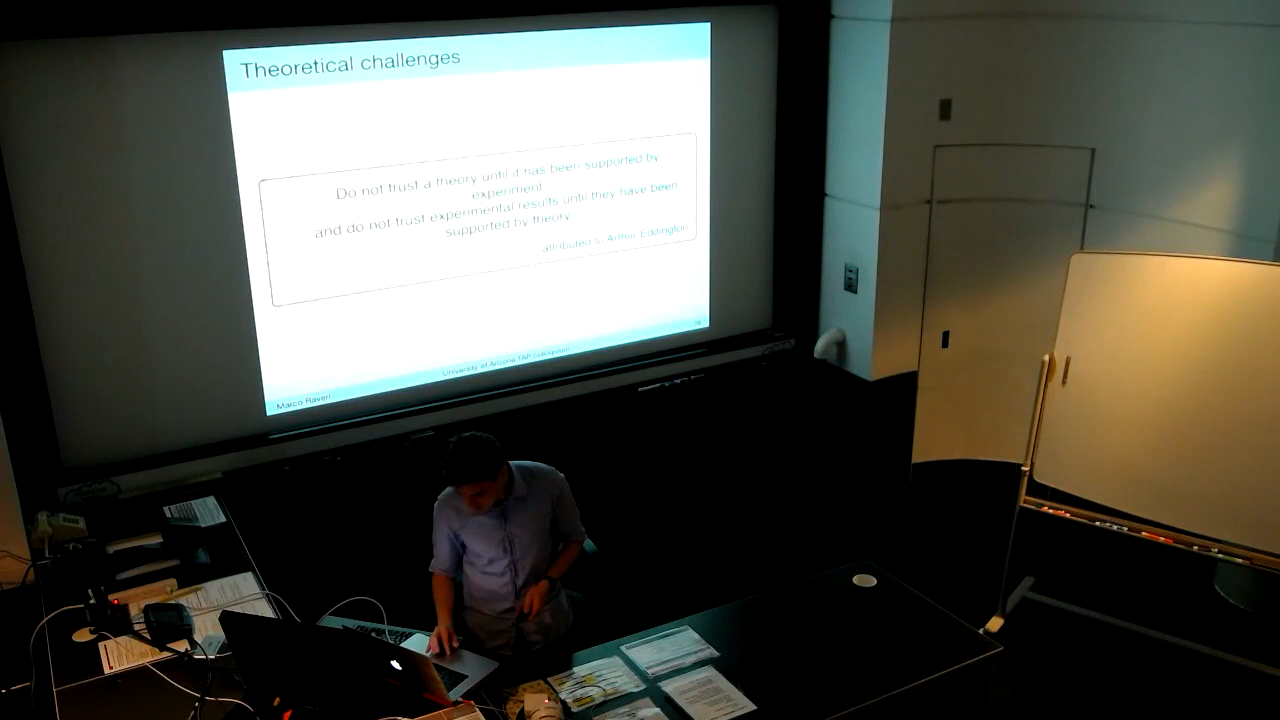 Theoretical challenges
Do not trust a theory until it has been supported by
experiment
and do not trust experimental results until they have been
supported by theory
attributed to Arthur Eddington
University of Arizona TAP colloquium
Marco Raveri